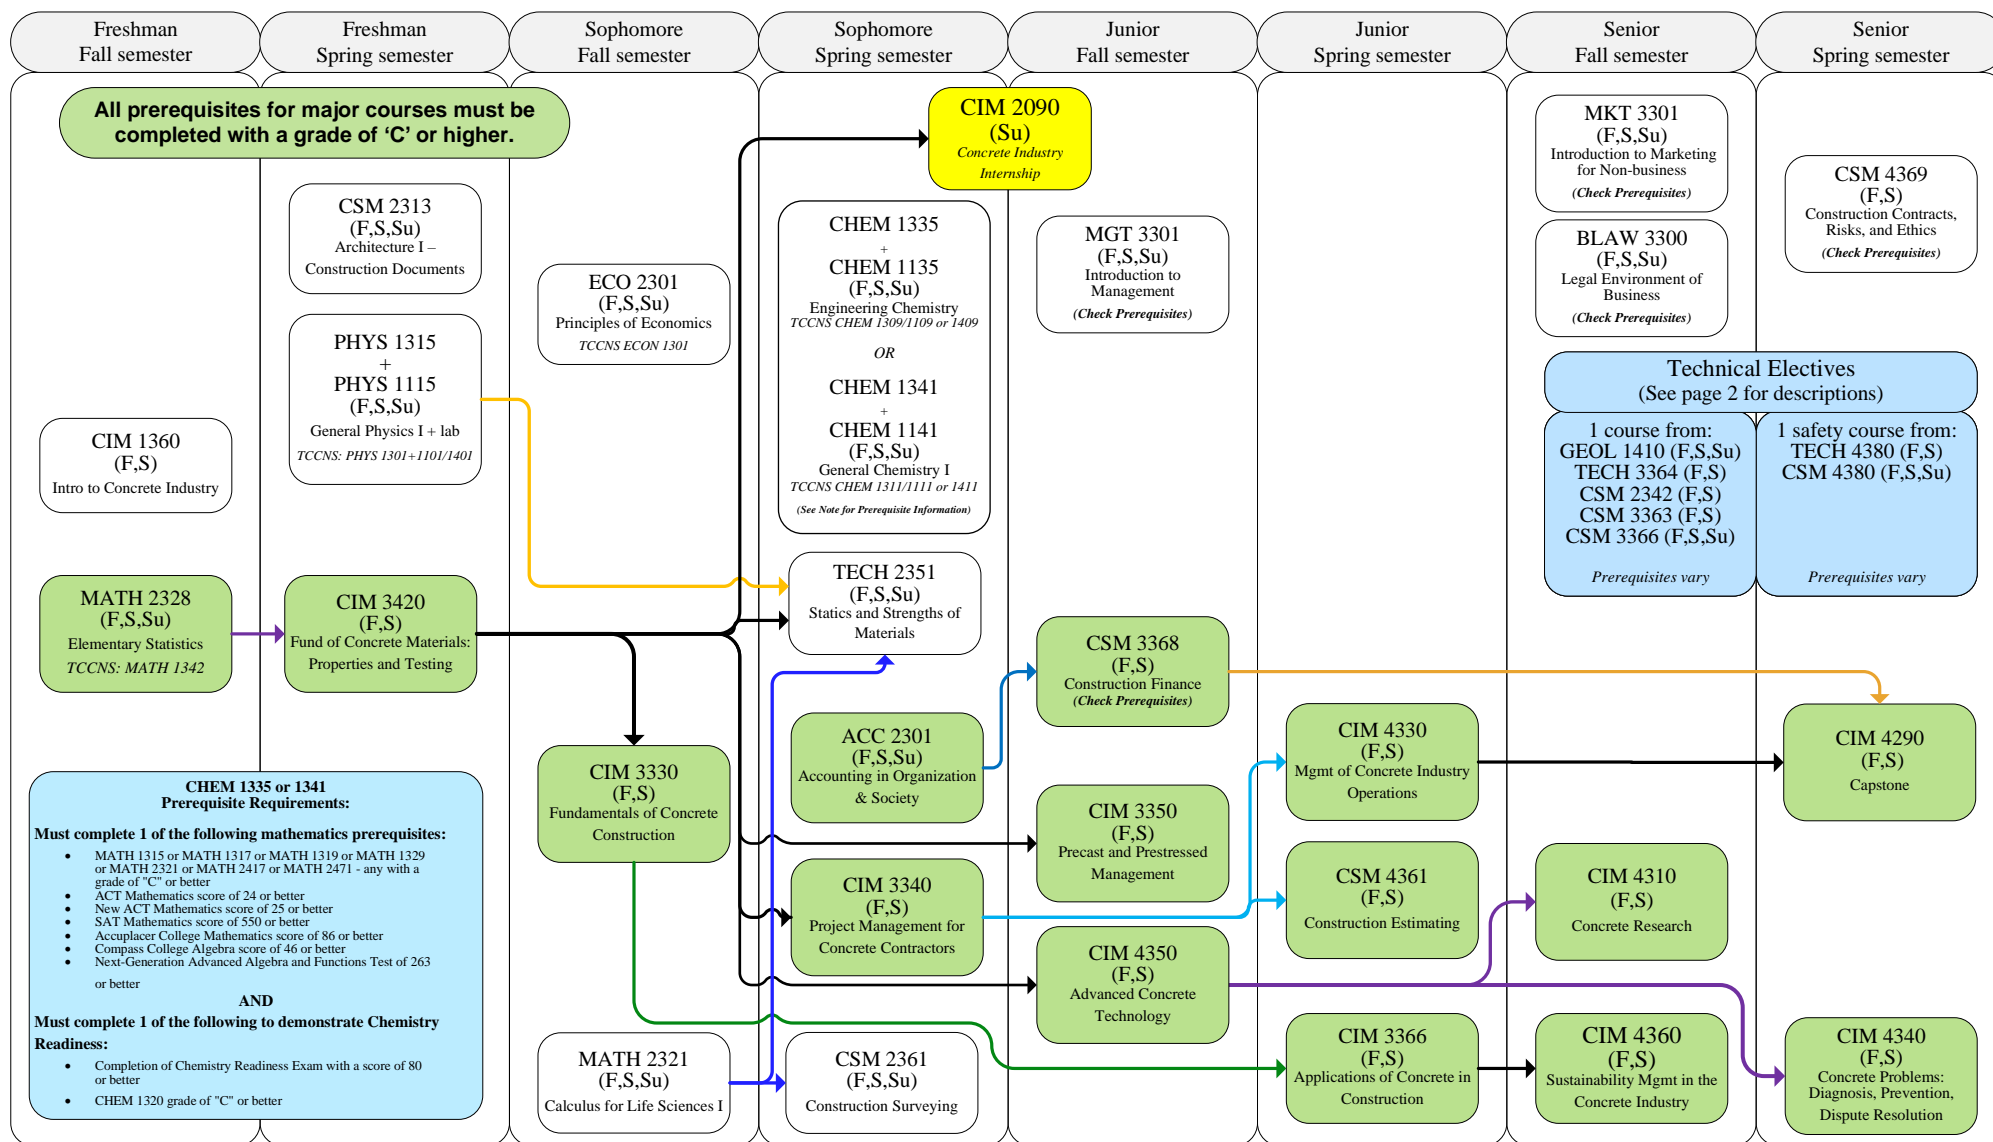 Freshman
Fall semester
Freshman
Spring semester
Sophomore
Fall semester
Sophomore
Spring semester
Junior
Fall semester
Junior
Spring semester
Senior
Fall semester
Senior
Spring semester
All prerequisites for major courses must be
completed with a grade of ‘C’ or higher.
CIM 1360
(F,S)
Intro to Concrete Industry
MATH 2328
(F,S,Su)
Elementary Statistics
TCCNS: MATH 1342
CHEM 1335 or 1341
Prerequisite Requirements:
Must complete 1 of the following mathematics prerequisites:
• MATH 1315 or MATH 1317 or MATH 1319 or MATH 1329
or MATH 2321 or MATH 2417 or MATH 2471 - any with a
grade of "C" or better
• ACT Mathematics score of 24 or better
• New ACT Mathematics score of 25 or better
• SAT Mathematics score of 550 or better
• Accuplacer College Mathematics score of 86 or better
• Compass College Algebra score of 46 or better
• Next-Generation Advanced Algebra and Functions Test of 263
or better
AND
Must complete 1 of the following to demonstrate Chemistry
Readiness:
• Completion of Chemistry Readiness Exam with a score of 80
or better
• CHEM 1320 grade of "C" or better
CSM 2313
(F,S,Su)
Architecture I –
Construction Documents
PHYS 1315
+
PHYS 1115
(F,S,Su)
General Physics I + lab
TCCNS: PHYS 1301+1101/1401
CIM 3420
(F,S)
Fund of Concrete Materials:
Properties and Testing
ECO 2301
(F,S,Su)
Principles of Economics
TCCNS ECON 1301
CIM 3330
(F,S)
Fundamentals of Concrete
Construction
MATH 2321
(F,S,Su)
Calculus for Life Sciences I
CIM 2090
(Su)
Concrete Industry
Internship
CHEM 1335
+
CHEM 1135
(F,S,Su)
Engineering Chemistry
TCCNS CHEM 1309/1109 or 1409
OR
CHEM 1341
+
CHEM 1141
(F,S,Su)
General Chemistry I
TCCNS CHEM 1311/1111 or 1411
(See Note for Prerequisite Information)
TECH 2351
(F,S,Su)
Statics and Strengths of
Materials
ACC 2301
(F,S,Su)
Accounting in Organization
& Society
CIM 3340
(F,S)
Project Management for
Concrete Contractors
CSM 2361
(F,S,Su)
Construction Surveying
MGT 3301
(F,S,Su)
Introduction to
Management
(Check Prerequisites)
CSM 3368
(F,S)
Construction Finance
(Check Prerequisites)
CIM 3350
(F,S)
Precast and Prestressed
Management
CIM 4350
(F,S)
Advanced Concrete
Technology
CIM 4330
(F,S)
Mgmt of Concrete Industry
Operations
CSM 4361
(F,S)
Construction Estimating
CIM 3366
(F,S)
Applications of Concrete in
Construction
MKT 3301
(F,S,Su)
Introduction to Marketing
for Non-business
(Check Prerequisites)
BLAW 3300
(F,S,Su)
Legal Environment of
Business
(Check Prerequisites)
Technical Electives
(See page 2 for descriptions)
1 course from:
GEOL 1410 (F,S,Su)
TECH 3364 (F,S)
CSM 2342 (F,S)
CSM 3363 (F,S)
CSM 3366 (F,S,Su)
Prerequisites vary
1 safety course from:
TECH 4380 (F,S)
CSM 4380 (F,S,Su)
Prerequisites vary
CIM 4310
(F,S)
Concrete Research
CIM 4360
(F,S)
Sustainability Mgmt in the
Concrete Industry
CSM 4369
(F,S)
Construction Contracts,
Risks, and Ethics
(Check Prerequisites)
CIM 4290
(F,S)
Capstone
CIM 4340
(F,S)
Concrete Problems:
Diagnosis, Prevention,
Dispute Resolution